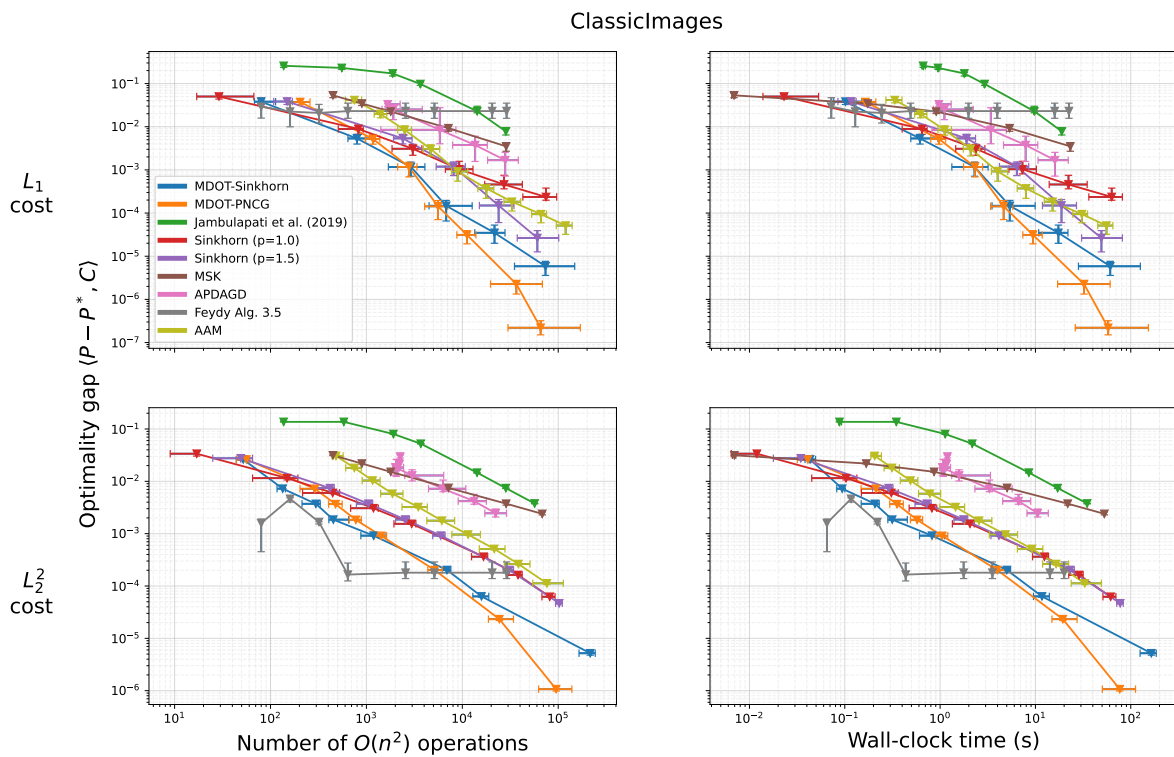 ClassicImages
10⁻¹
10⁻²
10⁻³
10⁻⁴
10⁻⁵
10⁻⁶
10⁻⁷
L₁
cost
MDOT-Sinkhorn
MDOT-PNCG
Jambulapati et al. (2019)
Sinkhorn (p=1.0)
Sinkhorn (p=1.5)
MSK
APDAGD
Feydy Alg. 3.5
AAM
Optimality gap ⟨P − P*, C⟩
10⁻¹
10⁻²
10⁻³
10⁻⁴
10⁻⁵
10⁻⁶
L₂²
cost
10¹ 10² 10³ 10⁴ 10⁵
10⁻² 10⁻¹ 10⁰ 10¹ 10²
Number of O(n²) operations
Wall-clock time (s)